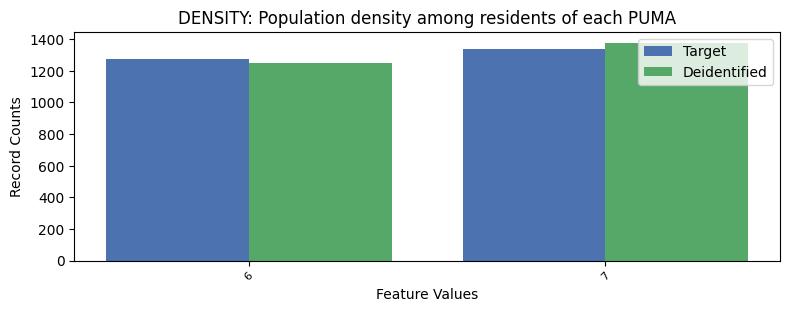 DENSITY: Population density among residents of each PUMA
Record Counts
1400
1200
1000
800
600
400
200
0
Target
Deidentified
6
7
Feature Values